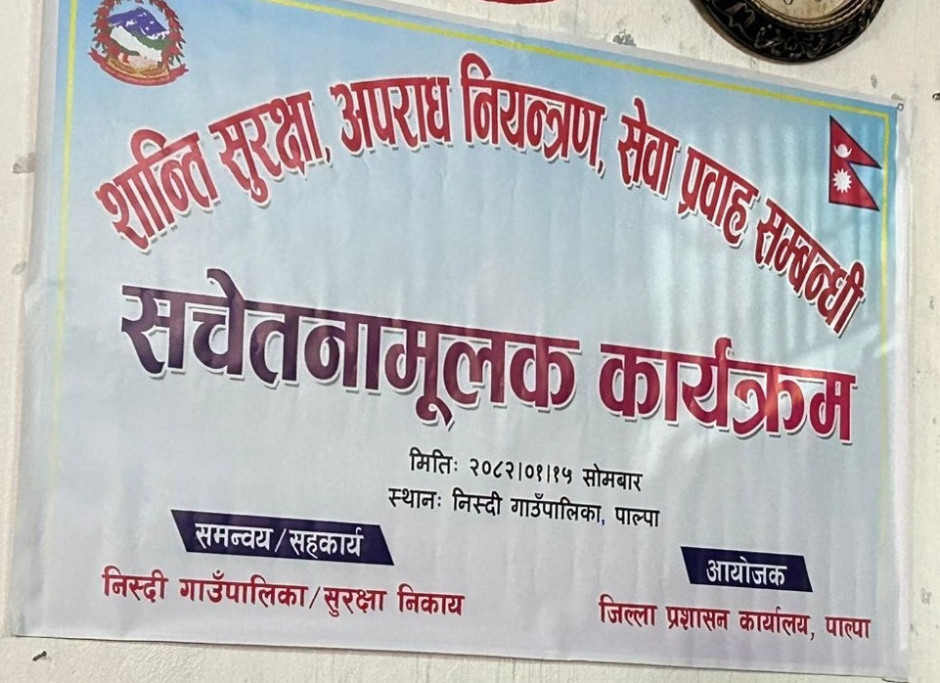 शान्ति सुरक्षा, अपराध नियन्त्रण, सेवा प्रवाह सम्बन्धी
सचेतनामूलक कार्यक्रम
मितिः २०८२।०१।१५ सोमबार
स्थानः निस्दी गाउँपालिका, पाल्पा
समन्वय/सहकार्य
निस्दी गाउँपालिका/सुरक्षा निकाय
आयोजक
जिल्ला प्रशासन कार्यालय, पाल्पा